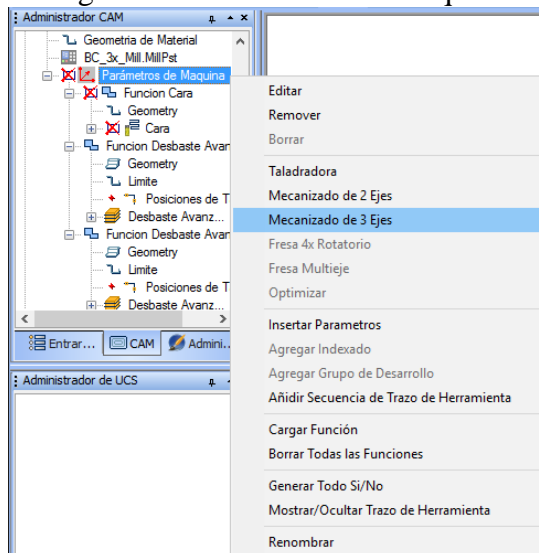 Administrador CAM
Geometria de Material
BC_3x_Mill.MillPst
Parámetros de Maquina
Funcion Cara
Geometry
Cara
Funcion Desbaste Avan
Geometry
Limite
Posiciones de T
Desbaste Avanz...
Funcion Desbaste Avan
Geometry
Limite
Posiciones de T
Desbaste Avanz...
Entrar...
CAM
Admini..
Administrador de UCS
Editar
Remover
Borrar
Taladradora
Mecanizado de 2 Ejes
Mecanizado de 3 Ejes
Fresa 4x Rotatorio
Fresa Multieje
Optimizar
Insertar Parametros
Agregar Indexado
Agregar Grupo de Desarrollo
Añidir Secuencia de Trazo de Herramienta
Cargar Función
Borrar Todas las Funciones
Generar Todo Si/No
Mostrar/Ocultar Trazo de Herramienta
Renombrar